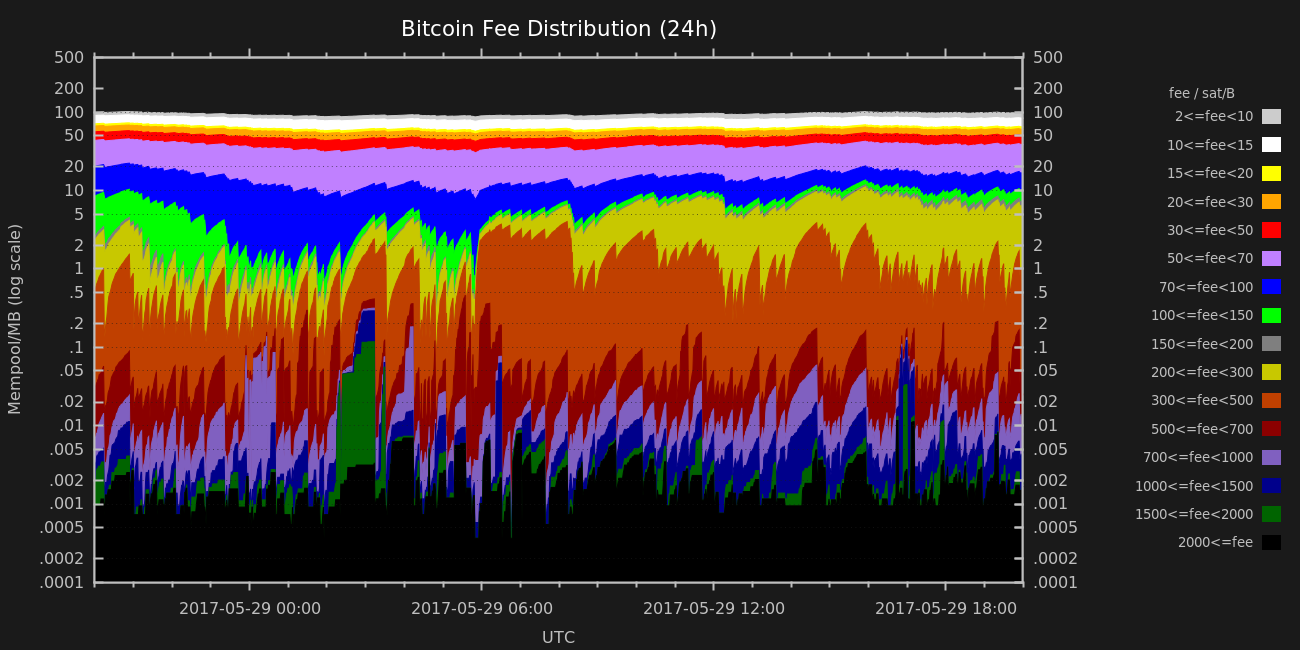 Bitcoin Fee Distribution (24h)
500
200
100
50
20
10
5
2
1
.5
.2
.1
.05
.02
.01
.005
.002
.001
.0005
.0002
.0001
Mempool/MB (log scale)
500
200
100
50
20
10
5
2
1
.5
.2
.1
.05
.02
.01
.005
.002
.001
.0005
.0002
.0001
2017-05-29 00:00
2017-05-29 06:00
2017-05-29 12:00
2017-05-29 18:00
UTC
fee / sat/B
2<=fee<10
10<=fee<15
15<=fee<20
20<=fee<30
30<=fee<50
50<=fee<70
70<=fee<100
100<=fee<150
150<=fee<200
200<=fee<300
300<=fee<500
500<=fee<700
700<=fee<1000
1000<=fee<1500
1500<=fee<2000
2000<=fee